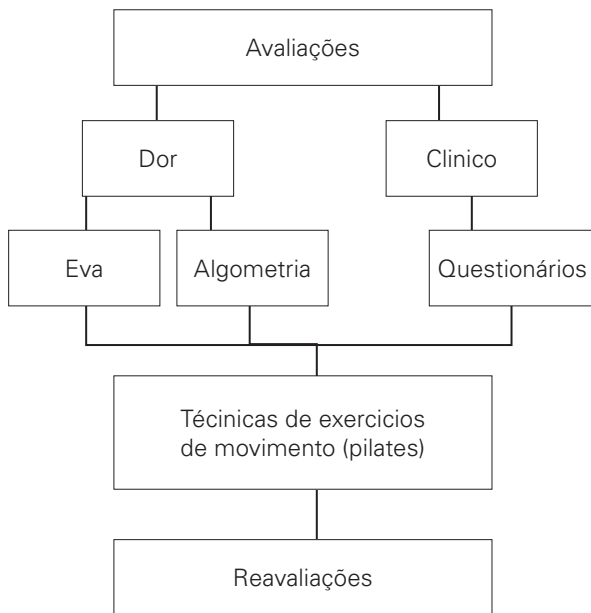 Avaliações
Dor
Clinico
Eva
Algometria
Questionários
Técinicas de exercicios
de movimento (pilates)
Reavaliações